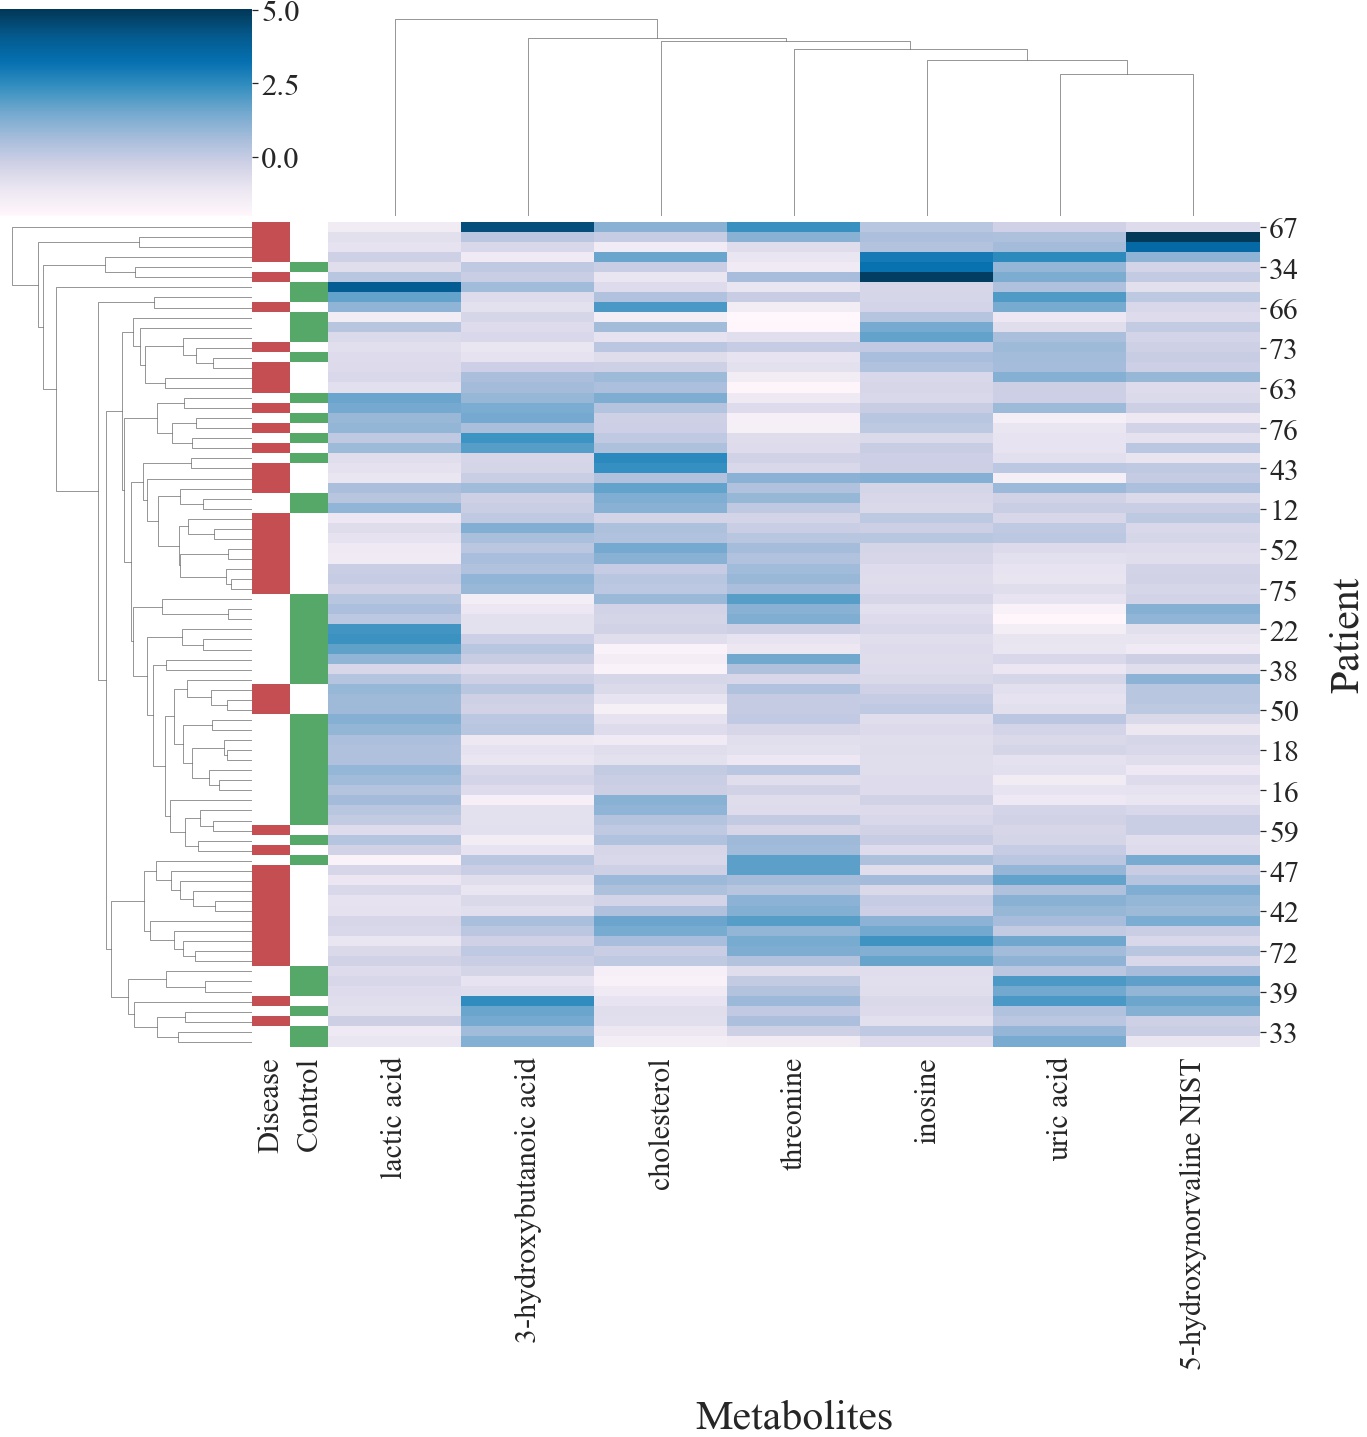 5.0
2.5
0.0
67
34
66
73
63
76
43
12
52
75
22
38
50
18
16
59
47
42
72
39
33
Patient
Disease
Control
lactic acid
3-hydroxybutanoic acid
cholesterol
threonine
inosine
uric acid
5-hydroxynorvaline NIST
Metabolites